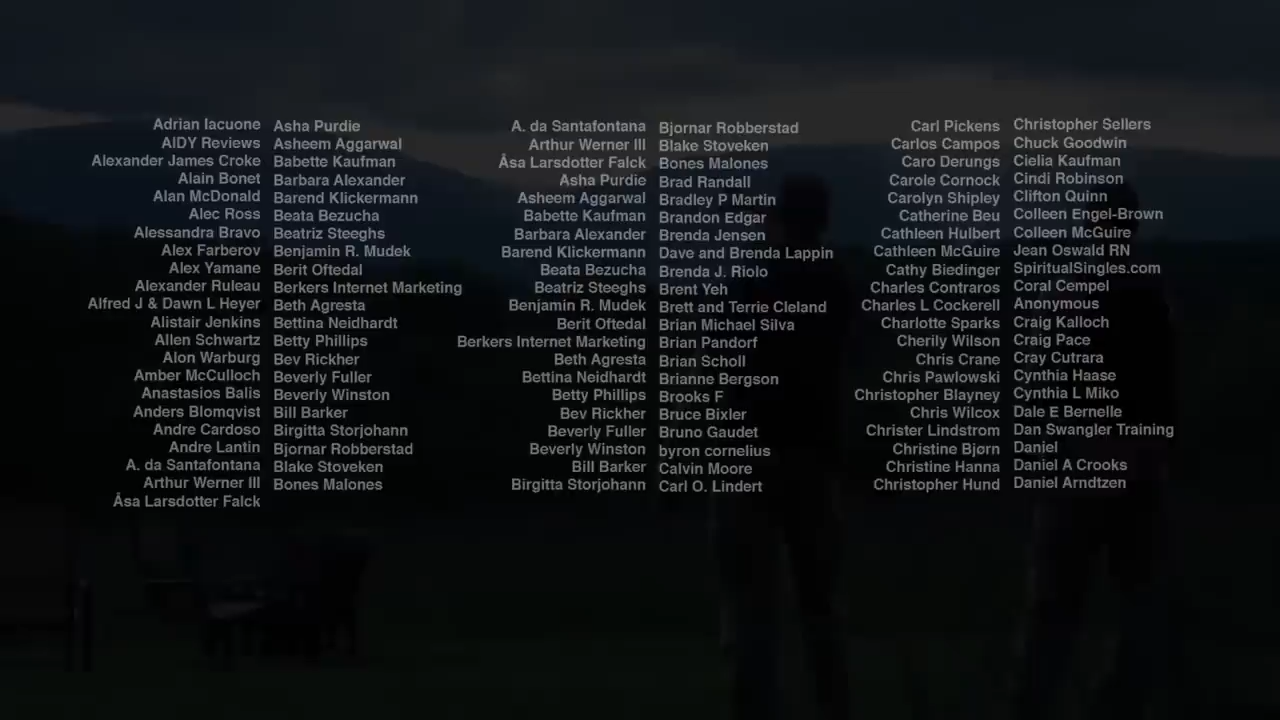 Adrian Iacuone
AIDY Reviews
Alexander James Croke
Alain Bonet
Alan McDonald
Alec Ross
Alessandra Bravo
Alex Farberov
Alex Yamane
Alexander Ruleau
Alfred J & Dawn L Heyer
Alistair Jenkins
Allen Schwartz
Alon Warburg
Amber McCulloch
Anastasios Balis
Anders Blomqvist
Andre Cardoso
Andre Lantin
A. da Santafontana
Arthur Werner III
Åsa Larsdotter Falck
Asha Purdie
Asheem Aggarwal
Babette Kaufman
Barbara Alexander
Barend Klickermann
Beata Bezucha
Beatriz Steeghs
Benjamin R. Mudek
Berit Oftedal
Berkers Internet Marketing
Beth Agresta
Bettina Neidhardt
Betty Phillips
Bev Rickher
Beverly Fuller
Beverly Winston
Bill Barker
Birgitta Storjohann
Bjornar Robberstad
Blake Stoveken
Bones Malones
A. da Santafontana
Arthur Werner III
Åsa Larsdotter Falck
Asha Purdie
Asheem Aggarwal
Babette Kaufman
Barbara Alexander
Barend Klickermann
Beata Bezucha
Beatriz Steeghs
Benjamin R. Mudek
Berit Oftedal
Berkers Internet Marketing
Beth Agresta
Bettina Neidhardt
Betty Phillips
Bev Rickher
Beverly Fuller
Beverly Winston
Bill Barker
Birgitta Storjohann
Bjornar Robberstad
Blake Stoveken
Bones Malones
Brad Randall
Bradley P Martin
Brandon Edgar
Brenda Jensen
Dave and Brenda Lappin
Brenda J. Riolo
Brent Yeh
Brett and Terrie Cleland
Brian Michael Silva
Brian Pandorf
Brian Scholl
Brianne Bergson
Brooks F
Bruce Bixler
Bruno Gaudet
byron cornelius
Calvin Moore
Carl O. Lindert
Carl Pickens
Carlos Campos
Caro Derungs
Carole Cornock
Carolyn Shipley
Catherine Beu
Cathleen Hulbert
Cathleen McGuire
Cathy Biedinger
Charles Contraros
Charles L Cockerell
Charlotte Sparks
Cherily Wilson
Chris Crane
Chris Pawlowski
Christopher Blayney
Chris Wilcox
Christer Lindstrom
Christine Bjørn
Christine Hanna
Christopher Hund
Christopher Sellers
Chuck Goodwin
Cielia Kaufman
Cindi Robinson
Clifton Quinn
Colleen Engel-Brown
Colleen McGuire
Jean Oswald RN
SpiritualSingles.com
Coral Cempel
Anonymous
Craig Kalloch
Craig Pace
Cray Cutrara
Cynthia Haase
Cynthia L Miko
Dale E Bernelle
Dan Swangler Training
Daniel
Daniel A Crooks
Daniel Arndtzen